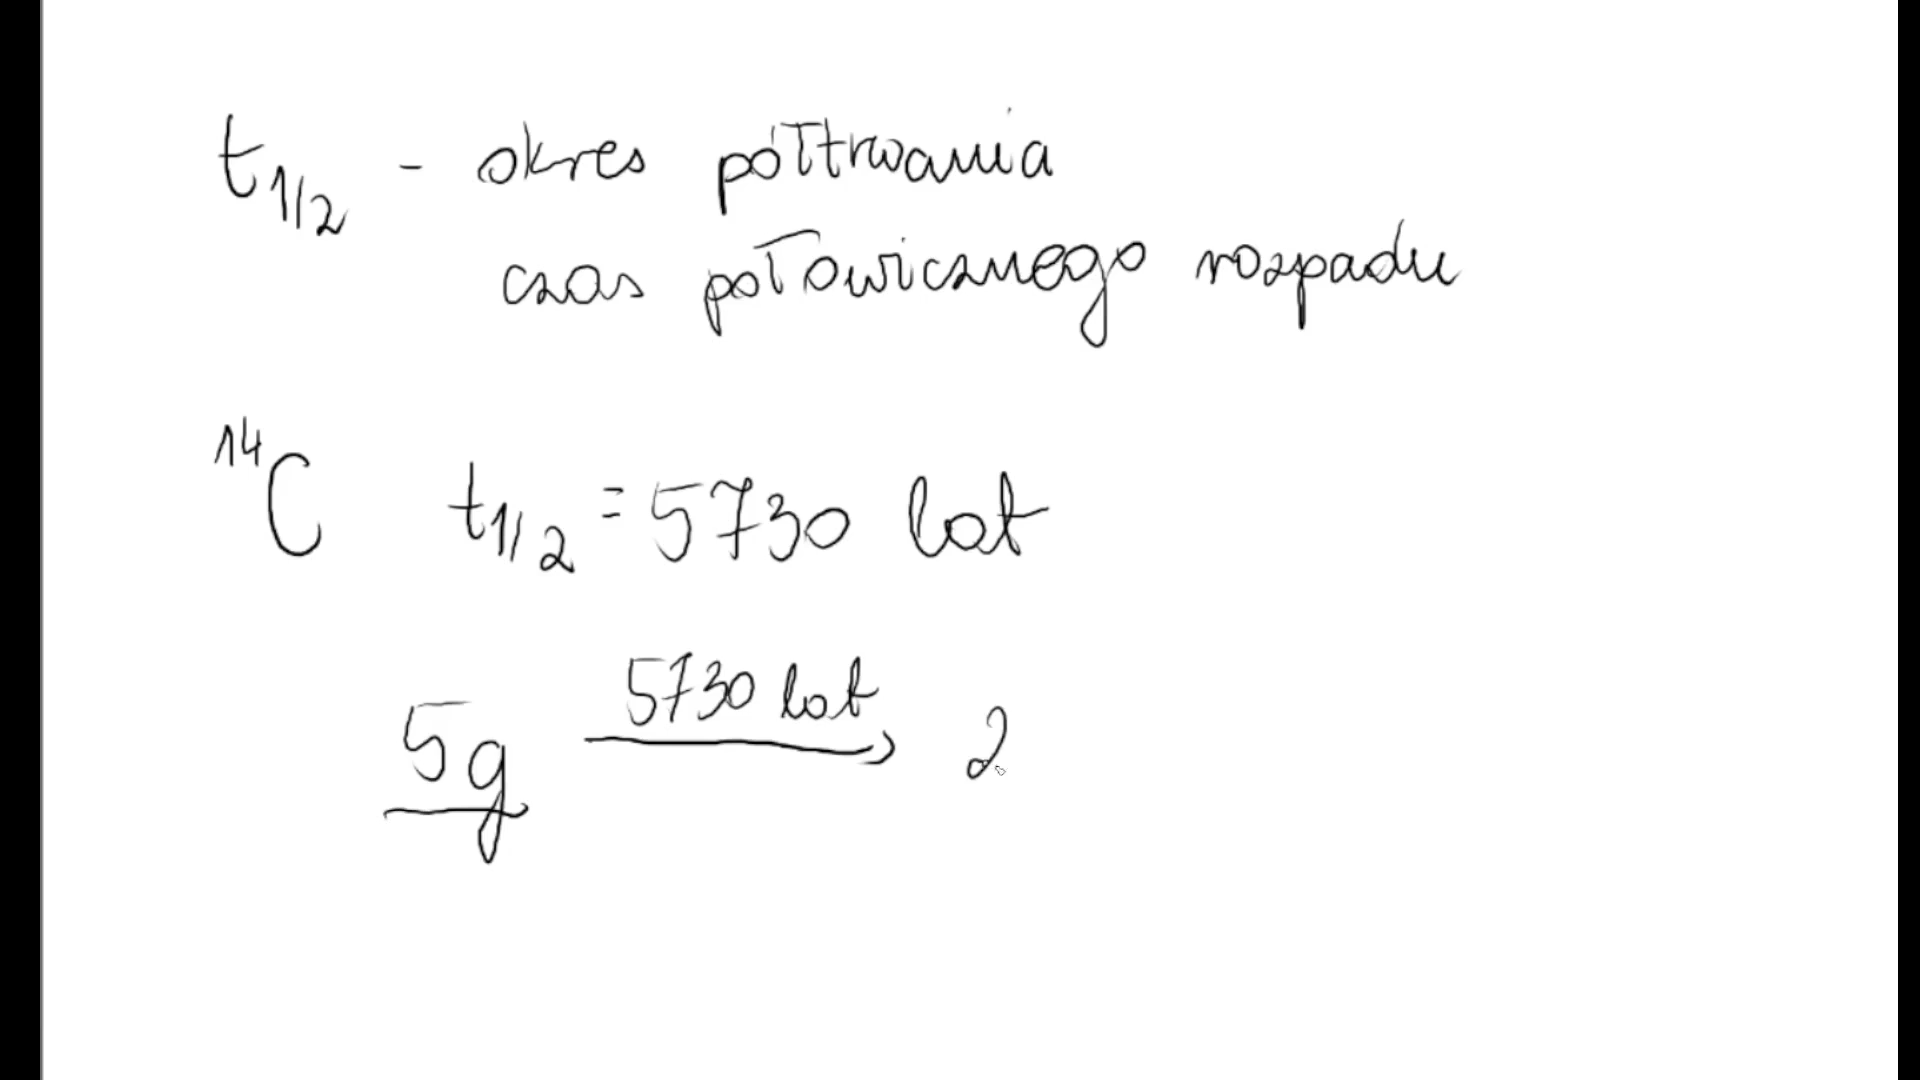 t1/2 - okres półtrwania
czas połowicznego rozpadu
14C t1/2 = 5730 lat
5730 lat
5g → 2